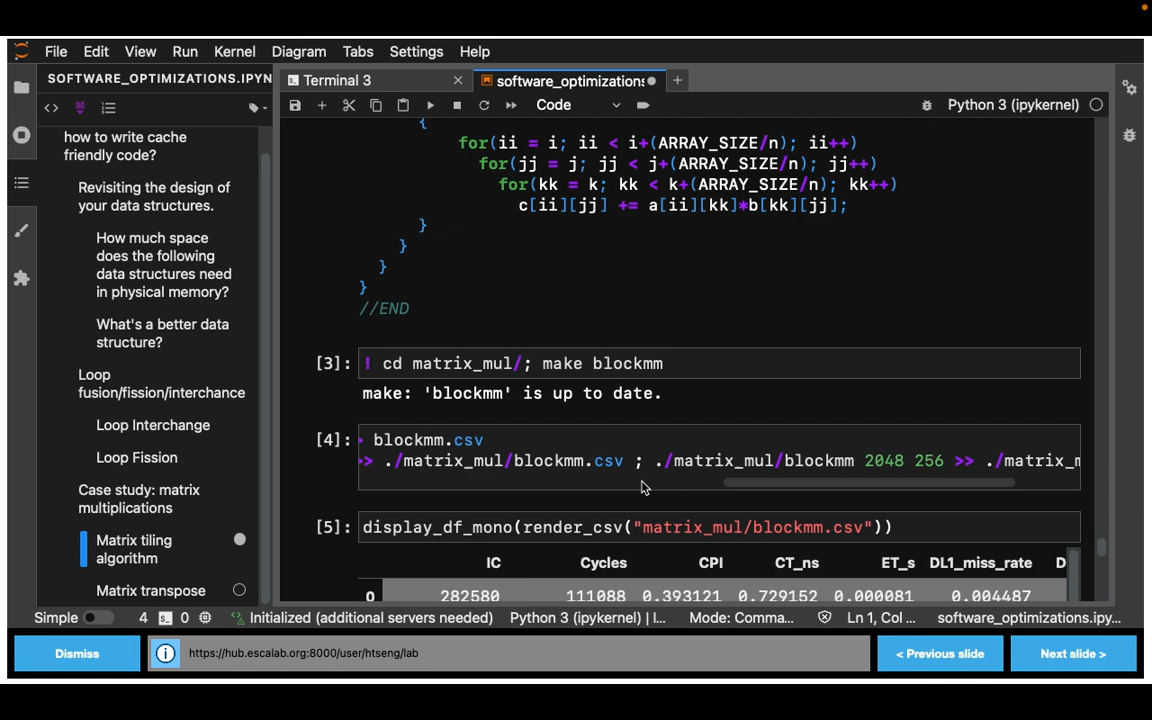 File Edit View Run Kernel Diagram Tabs Settings Help
SOFTWARE_OPTIMIZATIONS.IPYN
Terminal 3
software_optimizations
Code
Python 3 (ipykernel)
how to write cache
friendly code?
Revisiting the design of
your data structures.
How much space
does the following
data structures need
in physical memory?
What's a better data
structure?
Loop
fusion/fission/interchance
Loop Interchange
Loop Fission
Case study: matrix
multiplications
Matrix tiling
algorithm
Matrix transpose
{
for(ii = i; ii < i+(ARRAY_SIZE/n); ii++)
for(jj = j; jj < j+(ARRAY_SIZE/n); jj++)
for(kk = k; kk < k+(ARRAY_SIZE/n); kk++)
c[ii][jj] += a[ii][kk]*b[kk][jj];
}
}
}
}
//END
[3]: ! cd matrix_mul/; make blockmm
make: 'blockmm' is up to date.
[4]: > blockmm.csv
>> ./matrix_mul/blockmm.csv ; ./matrix_mul/blockmm 2048 256 >> ./matrix_m
[5]: display_df_mono(render_csv("matrix_mul/blockmm.csv"))
IC Cycles CPI CT_ns ET_s DL1_miss_rate D
0 282580 111088 0.393121 0.729152 0.000081 0.004487
Simple 4 0 Initialized (additional servers needed) Python 3 (ipykernel) | I... Mode: Comma... Ln 1, Col ... software_optimizations.ipy...
Dismiss
https://hub.escalab.org:8000/user/htseng/lab
< Previous slide
Next slide >